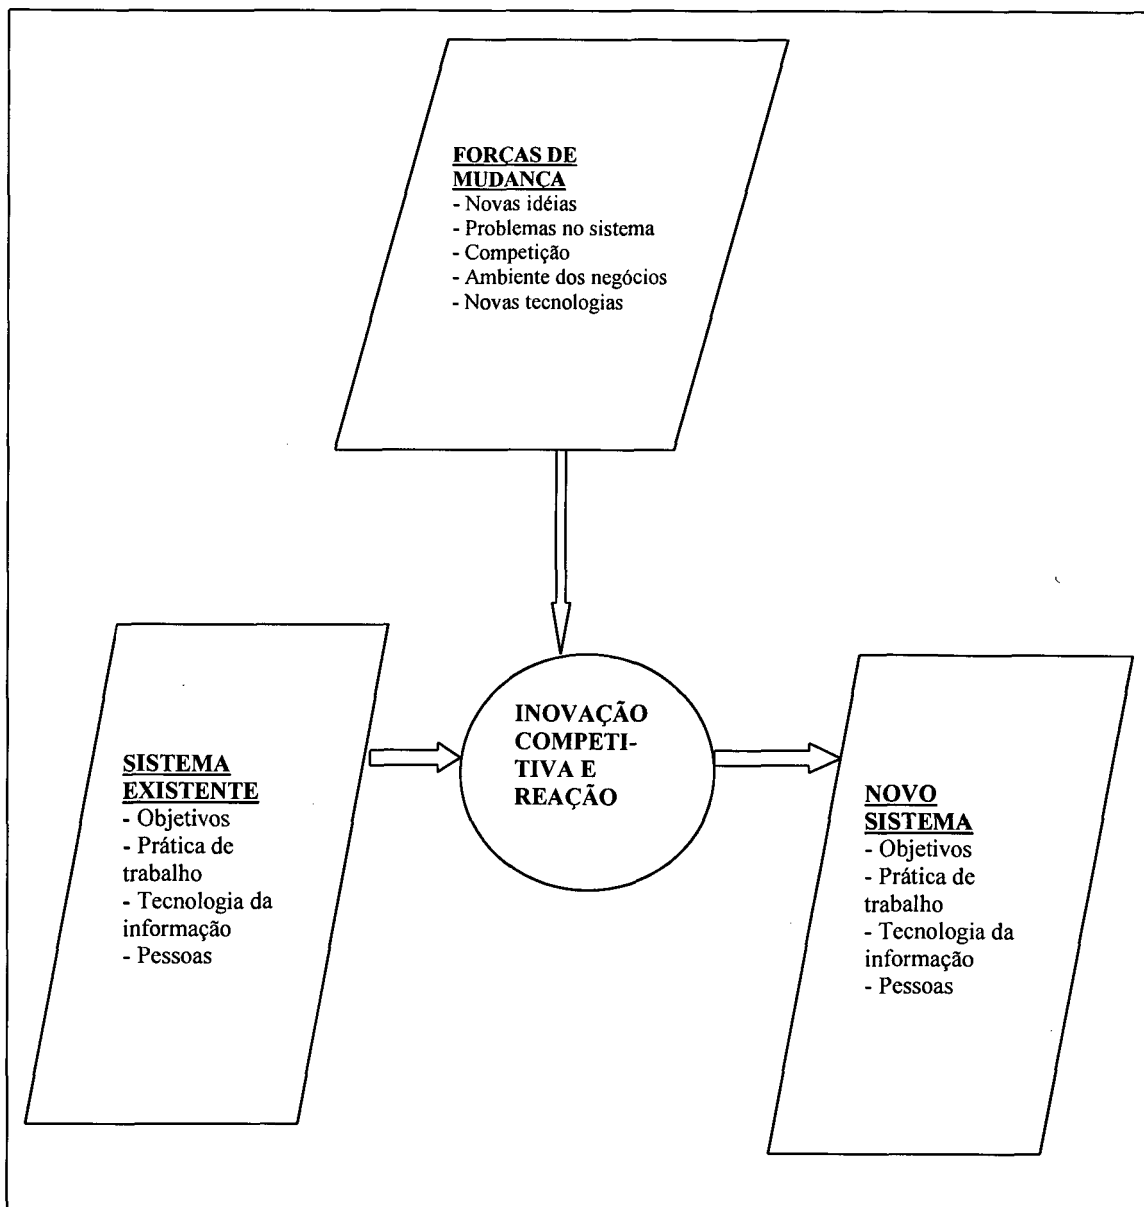 FORÇAS DE
MUDANÇA
- Novas idéias
- Problemas no sistema
- Competição
- Ambiente dos negócios
- Novas tecnologias
SISTEMA
EXISTENTE
- Objetivos
- Prática de
trabalho
- Tecnologia da
informação
- Pessoas
INOVAÇÃO
COMPETI-
TIVA E
REAÇÃO
NOVO
SISTEMA
- Objetivos
- Prática de
trabalho
- Tecnologia da
informação
- Pessoas